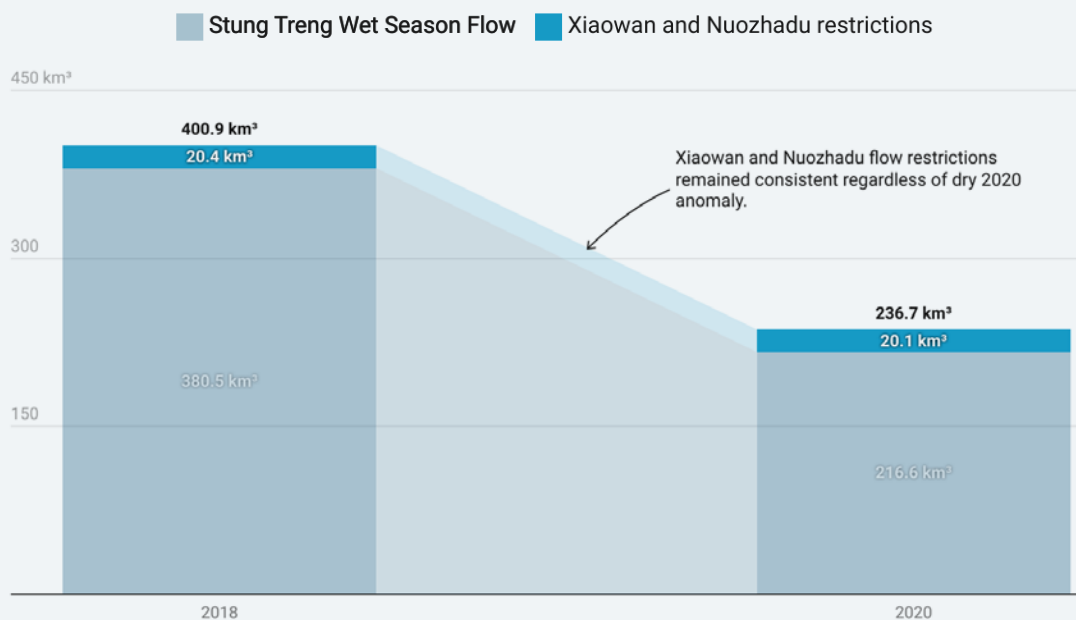 Stung Treng Wet Season Flow
Xiaowan and Nuozhadu restrictions
450 km³
400.9 km³
20.4 km³
Xiaowan and Nuozhadu flow restrictions
remained consistent regardless of dry 2020
anomaly.
300
236.7 km³
20.1 km³
380.5 km³
150
216.6 km³
2018
2020